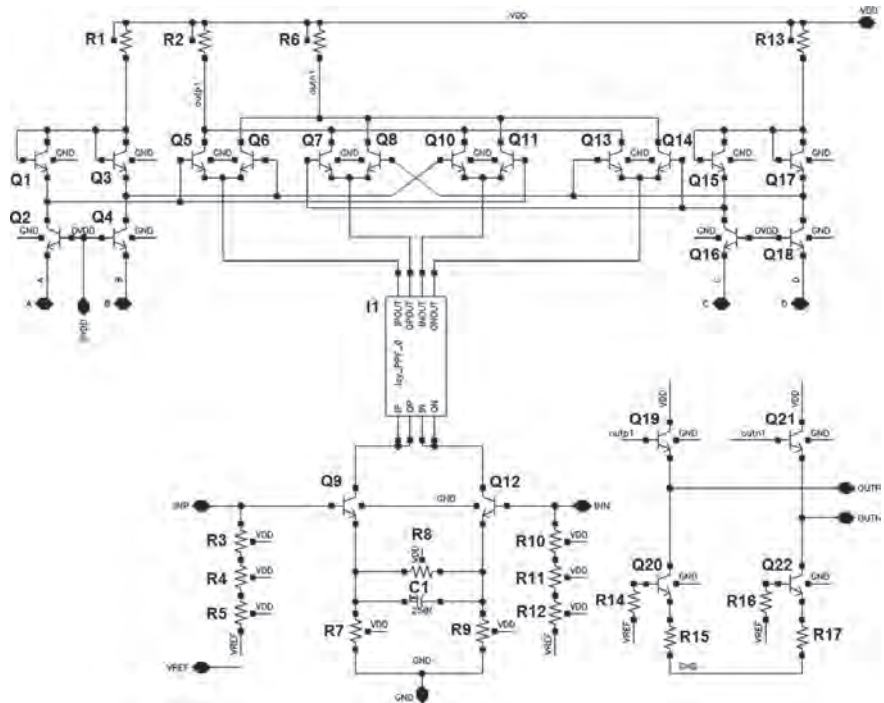 VDD
VDD
R1
R2
R6
R13
outp1
outn1
Q5
Q6
Q7
Q8
Q10
Q11
Q13
Q14
GND
GND
GND
GND
GND
GND
GND
GND
Q1
Q3
Q15
Q17
Q2
Q4
GND
DVDD
GND
GND
DVDD
GND
Q16
Q18
A
B
C
D
A
B
C
D
DVDD
I1
IPOUT
QPOUT
INOUT
QNOUT
IP
QP
IN
QN
VDD
VDD
Q19
Q21
outp1
GND
outn1
GND
Q9
Q12
GND
INP
INN
OUTP
OUTN
R3
VDD
R4
VDD
R5
VDD
R8
VDD
C1
R10
VDD
R11
VDD
R12
VDD
Q20
GND
Q22
GND
R14
R16
R7
VDD
R9
VDD
R15
R17
VREF
VREF
VREF
VREF
VREF
GND
GND
GND